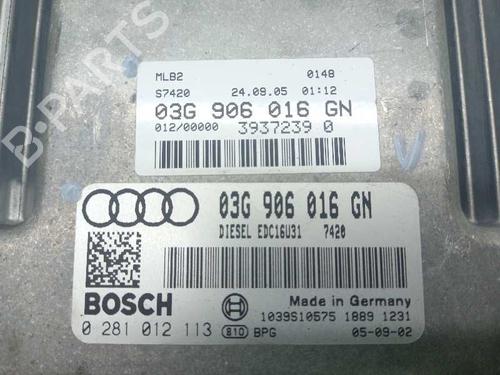 B-PARTS
MLB2 0148
S7420 24.09.05 01:12
03G 906 016 GN
012/00000 3937239 0
V
03G 906 016 GN
DIESEL EDC16U31 7420
BOSCH
Made in Germany
0 281 012 113
1039S10575 1889 1231
810 BPG 05-09-02